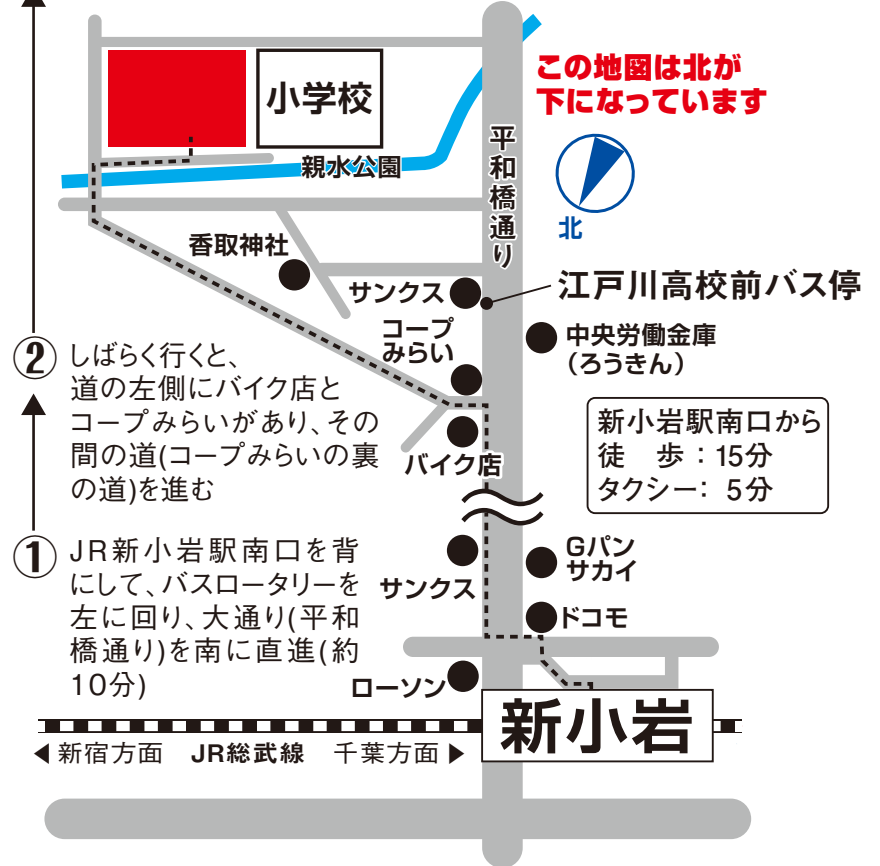 この地図は北が
下になっています
小学校
親水公園
平和橋通り
北
香取神社
サンクス
江戸川高校前バス停
コープ
みらい
中央労働金庫
(ろうきん)
② しばらく行くと、
道の左側にバイク店と
コープみらいがあり、その
間の道(コープみらいの裏
の道)を進む
バイク店
新小岩駅南口から
徒　歩：15分
タクシー： 5分
① JR新小岩駅南口を背
にして、バスロータリーを
左に回り、大通り(平和
橋通り)を南に直進(約
10分)
サンクス
Gパン
サカイ
ドコモ
ローソン
新小岩
◀新宿方面　JR総武線　千葉方面▶